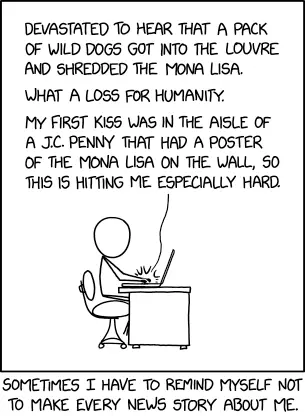 DEVASTATED TO HEAR THAT A PACK
OF WILD DOGS GOT INTO THE LOUVRE
AND SHREDDED THE MONA LISA.
WHAT A LOSS FOR HUMANITY.
MY FIRST KISS WAS IN THE AISLE OF
A J.C. PENNY THAT HAD A POSTER
OF THE MONA LISA ON THE WALL, SO
THIS IS HITTING ME ESPECIALLY HARD.
SOMETIMES I HAVE TO REMIND MYSELF NOT
TO MAKE EVERY NEWS STORY ABOUT ME.